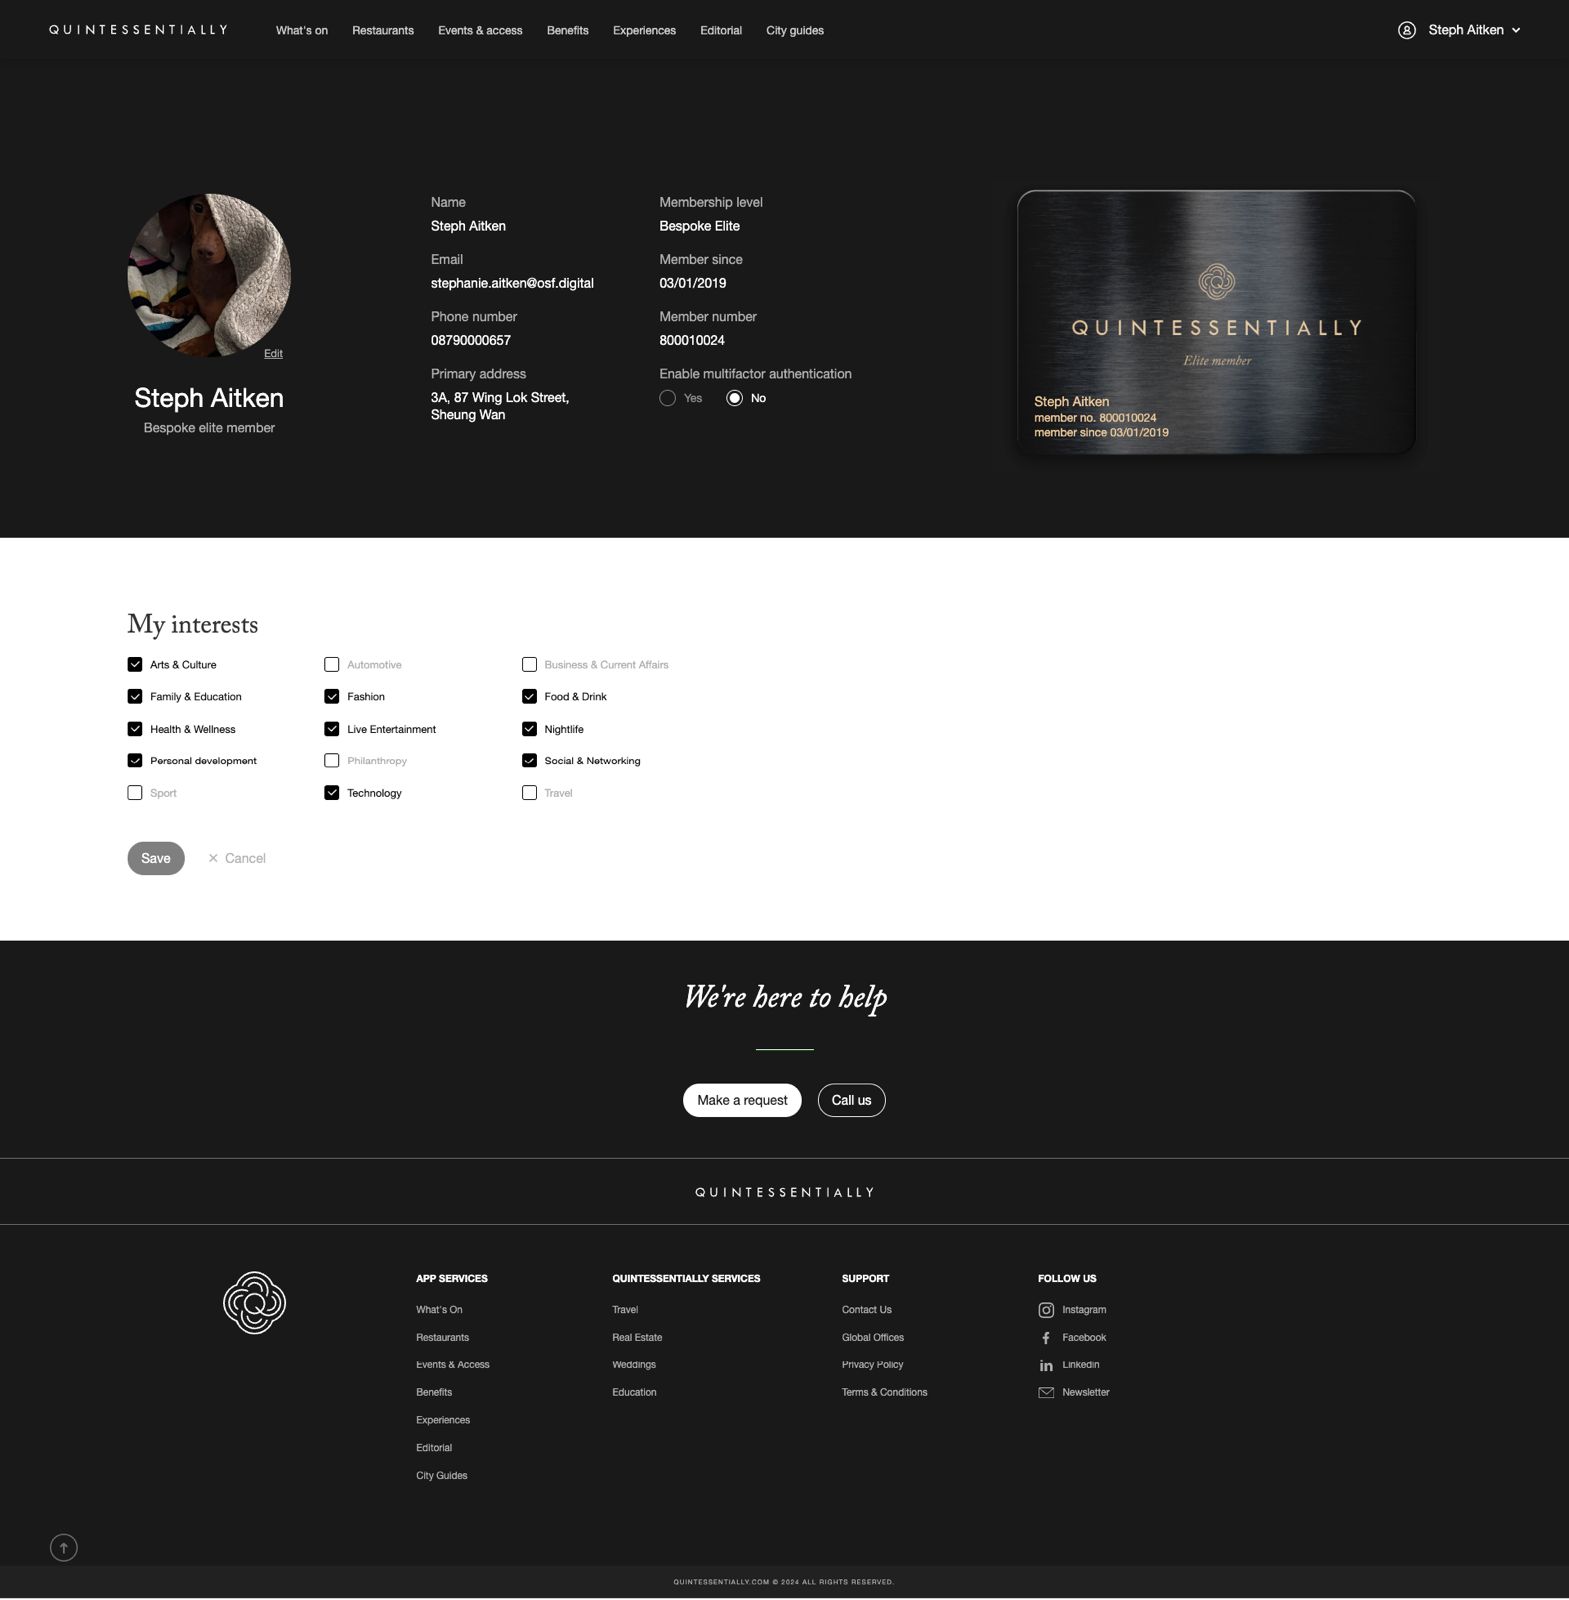 QUINTESSENTIALLY
What's on
Restaurants
Events & access
Benefits
Experiences
Editorial
City guides
Steph Aitken
Edit
Steph Aitken
Bespoke elite member
Name
Steph Aitken
Email
stephanie.aitken@osf.digital
Phone number
08790000657
Primary address
3A, 87 Wing Lok Street,
Sheung Wan
Membership level
Bespoke Elite
Member since
03/01/2019
Member number
800010024
Enable multifactor authentication
Yes
No
QUINTESSENTIALLY
Elite member
Steph Aitken
member no. 800010024
member since 03/01/2019
My interests
Arts & Culture
Automotive
Business & Current Affairs
Family & Education
Fashion
Food & Drink
Health & Wellness
Live Entertainment
Nightlife
Personal development
Philanthropy
Social & Networking
Sport
Technology
Travel
Save
Cancel
We're here to help
Make a request
Call us
QUINTESSENTIALLY
APP SERVICES
What's On
Restaurants
Events & Access
Benefits
Experiences
Editorial
City Guides
QUINTESSENTIALLY SERVICES
Travel
Real Estate
Weddings
Education
SUPPORT
Contact Us
Global Offices
Privacy Policy
Terms & Conditions
FOLLOW US
Instagram
Facebook
Linkedin
Newsletter
QUINTESSENTIALLY.COM © 2024 ALL RIGHTS RESERVED.